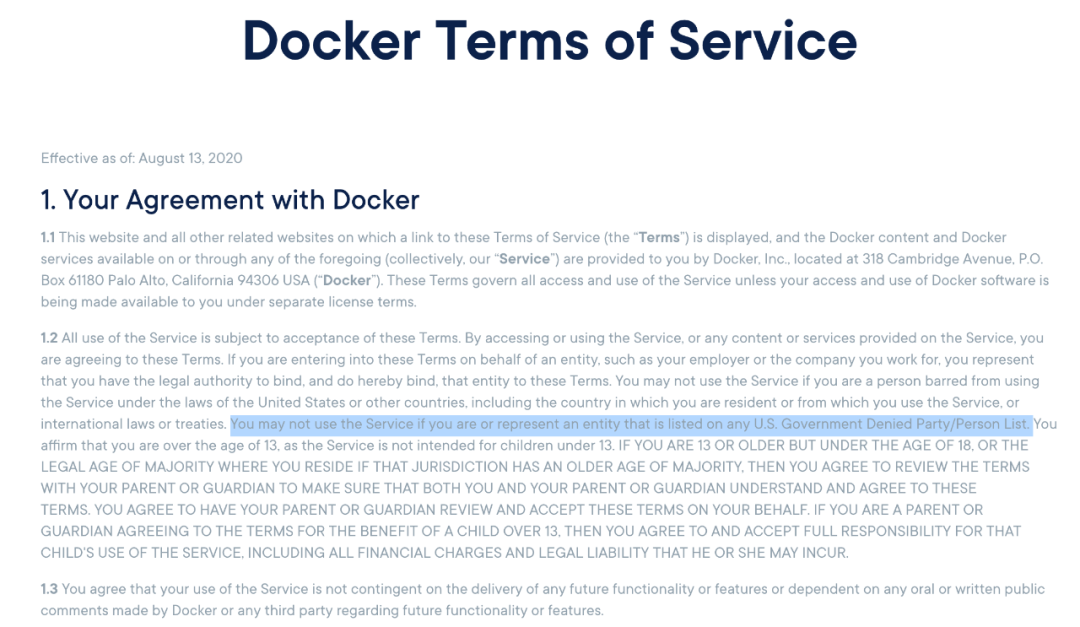 Docker Terms of Service
Effective as of: August 13, 2020
1. Your Agreement with Docker
1.1 This website and all other related websites on which a link to these Terms of Service (the “Terms”) is displayed, and the Docker content and Docker
services available on or through any of the foregoing (collectively, our “Service”) are provided to you by Docker, Inc., located at 318 Cambridge Avenue, P.O.
Box 61180 Palo Alto, California 94306 USA (“Docker”). These Terms govern all access and use of the Service unless your access and use of Docker software is
being made available to you under separate license terms.
1.2 All use of the Service is subject to acceptance of these Terms. By accessing or using the Service, or any content or services provided on the Service, you
are agreeing to these Terms. If you are entering into these Terms on behalf of an entity, such as your employer or the company you work for, you represent
that you have the legal authority to bind, and do hereby bind, that entity to these Terms. You may not use the Service if you are a person barred from using
the Service under the laws of the United States or other countries, including the country in which you are resident or from which you use the Service, or
international laws or treaties. You may not use the Service if you are or represent an entity that is listed on any U.S. Government Denied Party/Person List. You
affirm that you are over the age of 13, as the Service is not intended for children under 13. IF YOU ARE 13 OR OLDER BUT UNDER THE AGE OF 18, OR THE
LEGAL AGE OF MAJORITY WHERE YOU RESIDE IF THAT JURISDICTION HAS AN OLDER AGE OF MAJORITY, THEN YOU AGREE TO REVIEW THE TERMS
WITH YOUR PARENT OR GUARDIAN TO MAKE SURE THAT BOTH YOU AND YOUR PARENT OR GUARDIAN UNDERSTAND AND AGREE TO THESE
TERMS. YOU AGREE TO HAVE YOUR PARENT OR GUARDIAN REVIEW AND ACCEPT THESE TERMS ON YOUR BEHALF. IF YOU ARE A PARENT OR
GUARDIAN AGREEING TO THE TERMS FOR THE BENEFIT OF A CHILD OVER 13, THEN YOU AGREE TO AND ACCEPT FULL RESPONSIBILITY FOR THAT
CHILD’S USE OF THE SERVICE, INCLUDING ALL FINANCIAL CHARGES AND LEGAL LIABILITY THAT HE OR SHE MAY INCUR.
1.3 You agree that your use of the Service is not contingent on the delivery of any future functionality or features or dependent on any oral or written public
comments made by Docker or any third party regarding future functionality or features.